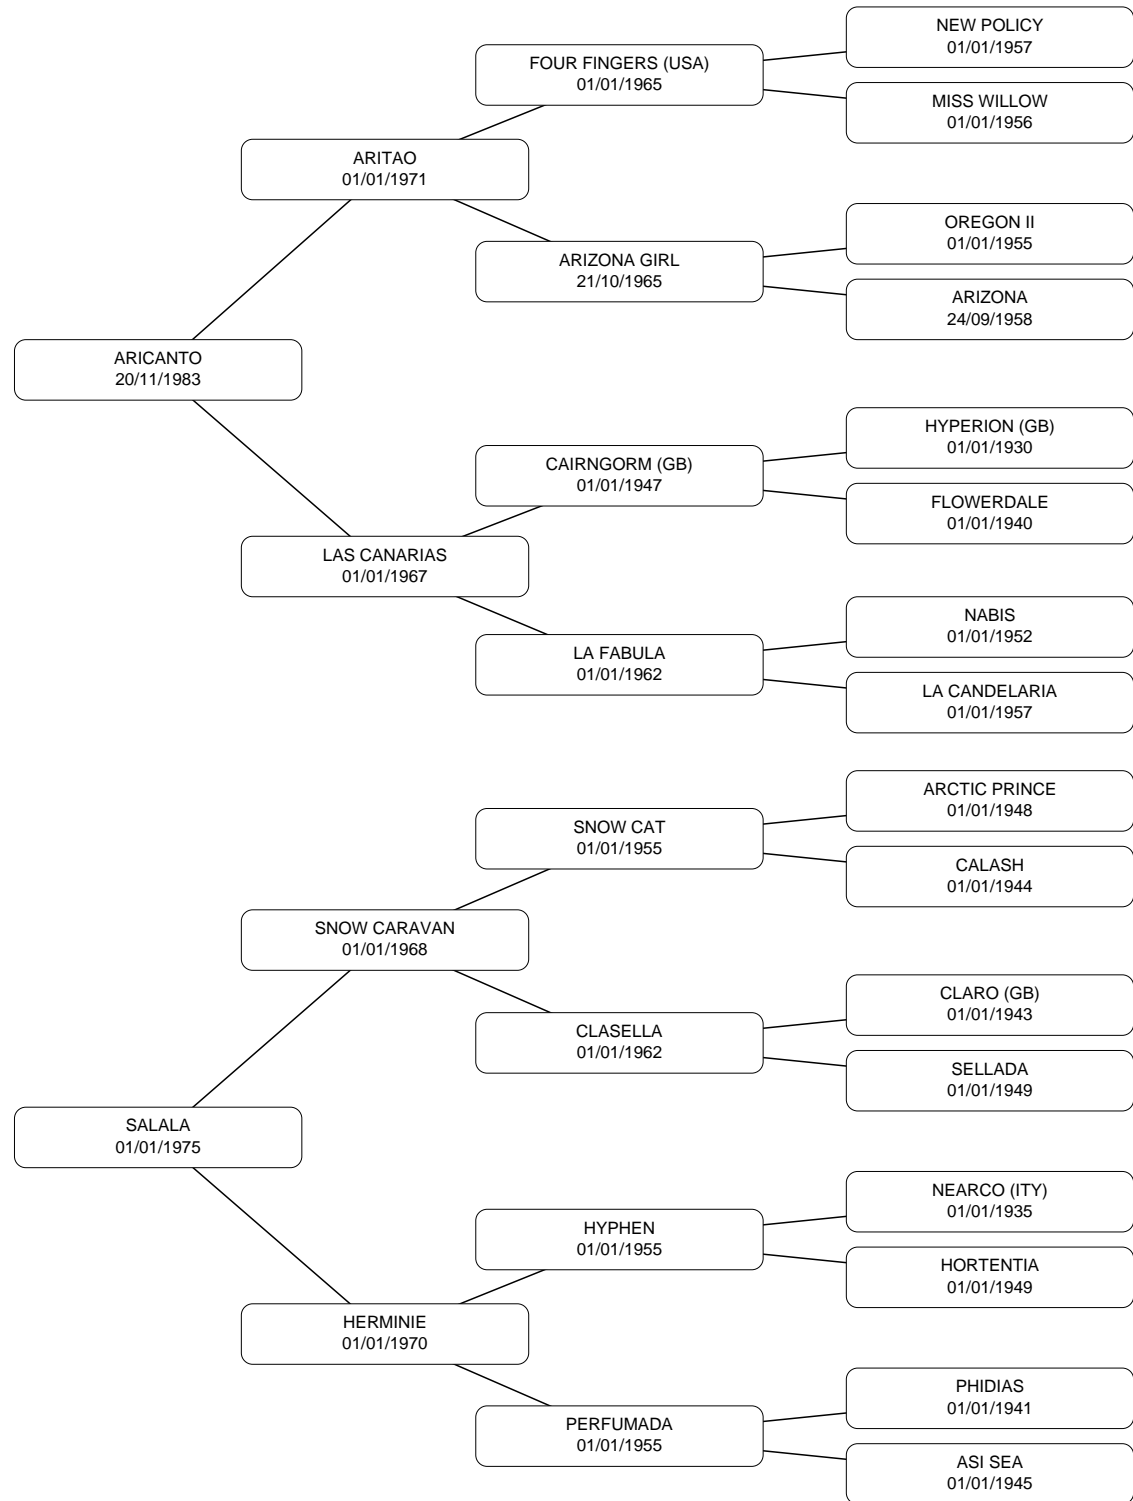 NEW POLICY
01/01/1957
FOUR FINGERS (USA)
01/01/1965
MISS WILLOW
01/01/1956
ARITAO
01/01/1971
OREGON II
01/01/1955
ARIZONA GIRL
21/10/1965
ARIZONA
24/09/1958
ARICANTO
20/11/1983
HYPERION (GB)
01/01/1930
CAIRNGORM (GB)
01/01/1947
FLOWERDALE
01/01/1940
LAS CANARIAS
01/01/1967
NABIS
01/01/1952
LA FABULA
01/01/1962
LA CANDELARIA
01/01/1957
ARCTIC PRINCE
01/01/1948
SNOW CAT
01/01/1955
CALASH
01/01/1944
SNOW CARAVAN
01/01/1968
CLARO (GB)
01/01/1943
CLASELLA
01/01/1962
SELLADA
01/01/1949
SALALA
01/01/1975
NEARCO (ITY)
01/01/1935
HYPHEN
01/01/1955
HORTENTIA
01/01/1949
HERMINIE
01/01/1970
PHIDIAS
01/01/1941
PERFUMADA
01/01/1955
ASI SEA
01/01/1945